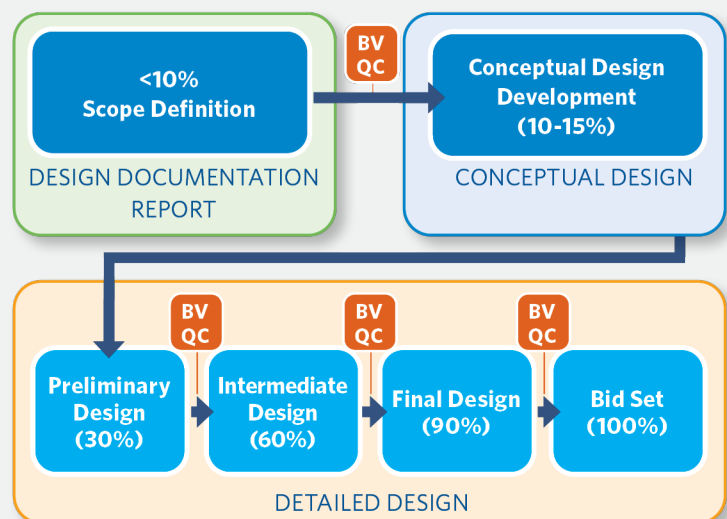 <10%
Scope Definition
DESIGN DOCUMENTATION
REPORT
BV
QC
Conceptual Design
Development
(10-15%)
CONCEPTUAL DESIGN
BV
QC
BV
QC
BV
QC
Preliminary
Design
(30%)
Intermediate
Design
(60%)
Final Design
(90%)
Bid Set
(100%)
DETAILED DESIGN